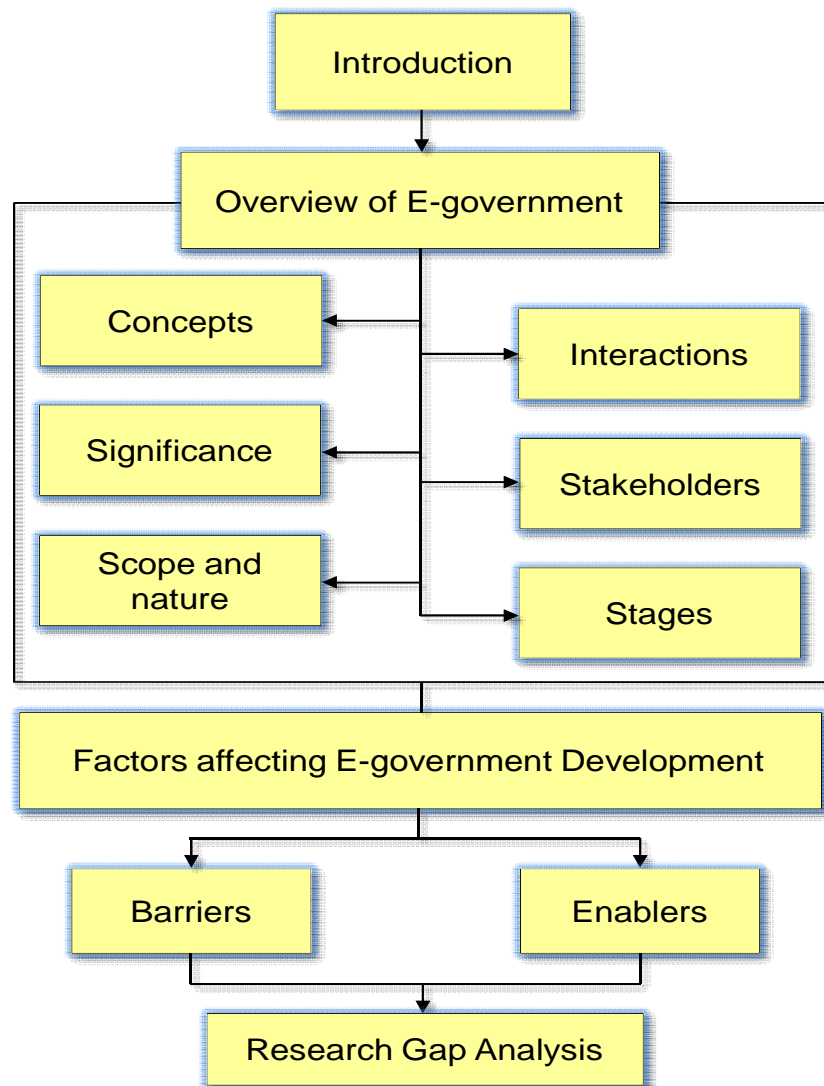 Introduction
Overview of E-government
Concepts
Interactions
Significance
Stakeholders
Scope and
nature
Stages
Factors affecting E-government Development
Barriers
Enablers
Research Gap Analysis